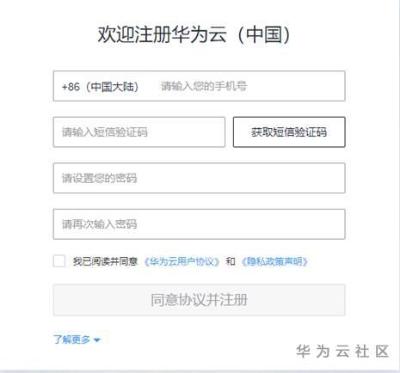 欢迎注册华为云（中国）
+86（中国大陆） 请输入您的手机号
请输入短信验证码 获取短信验证码
请设置您的密码
请再次输入密码
我已阅读并同意 《华为云用户协议》 和 《隐私政策声明》
同意协议并注册
了解更多
华为云社区